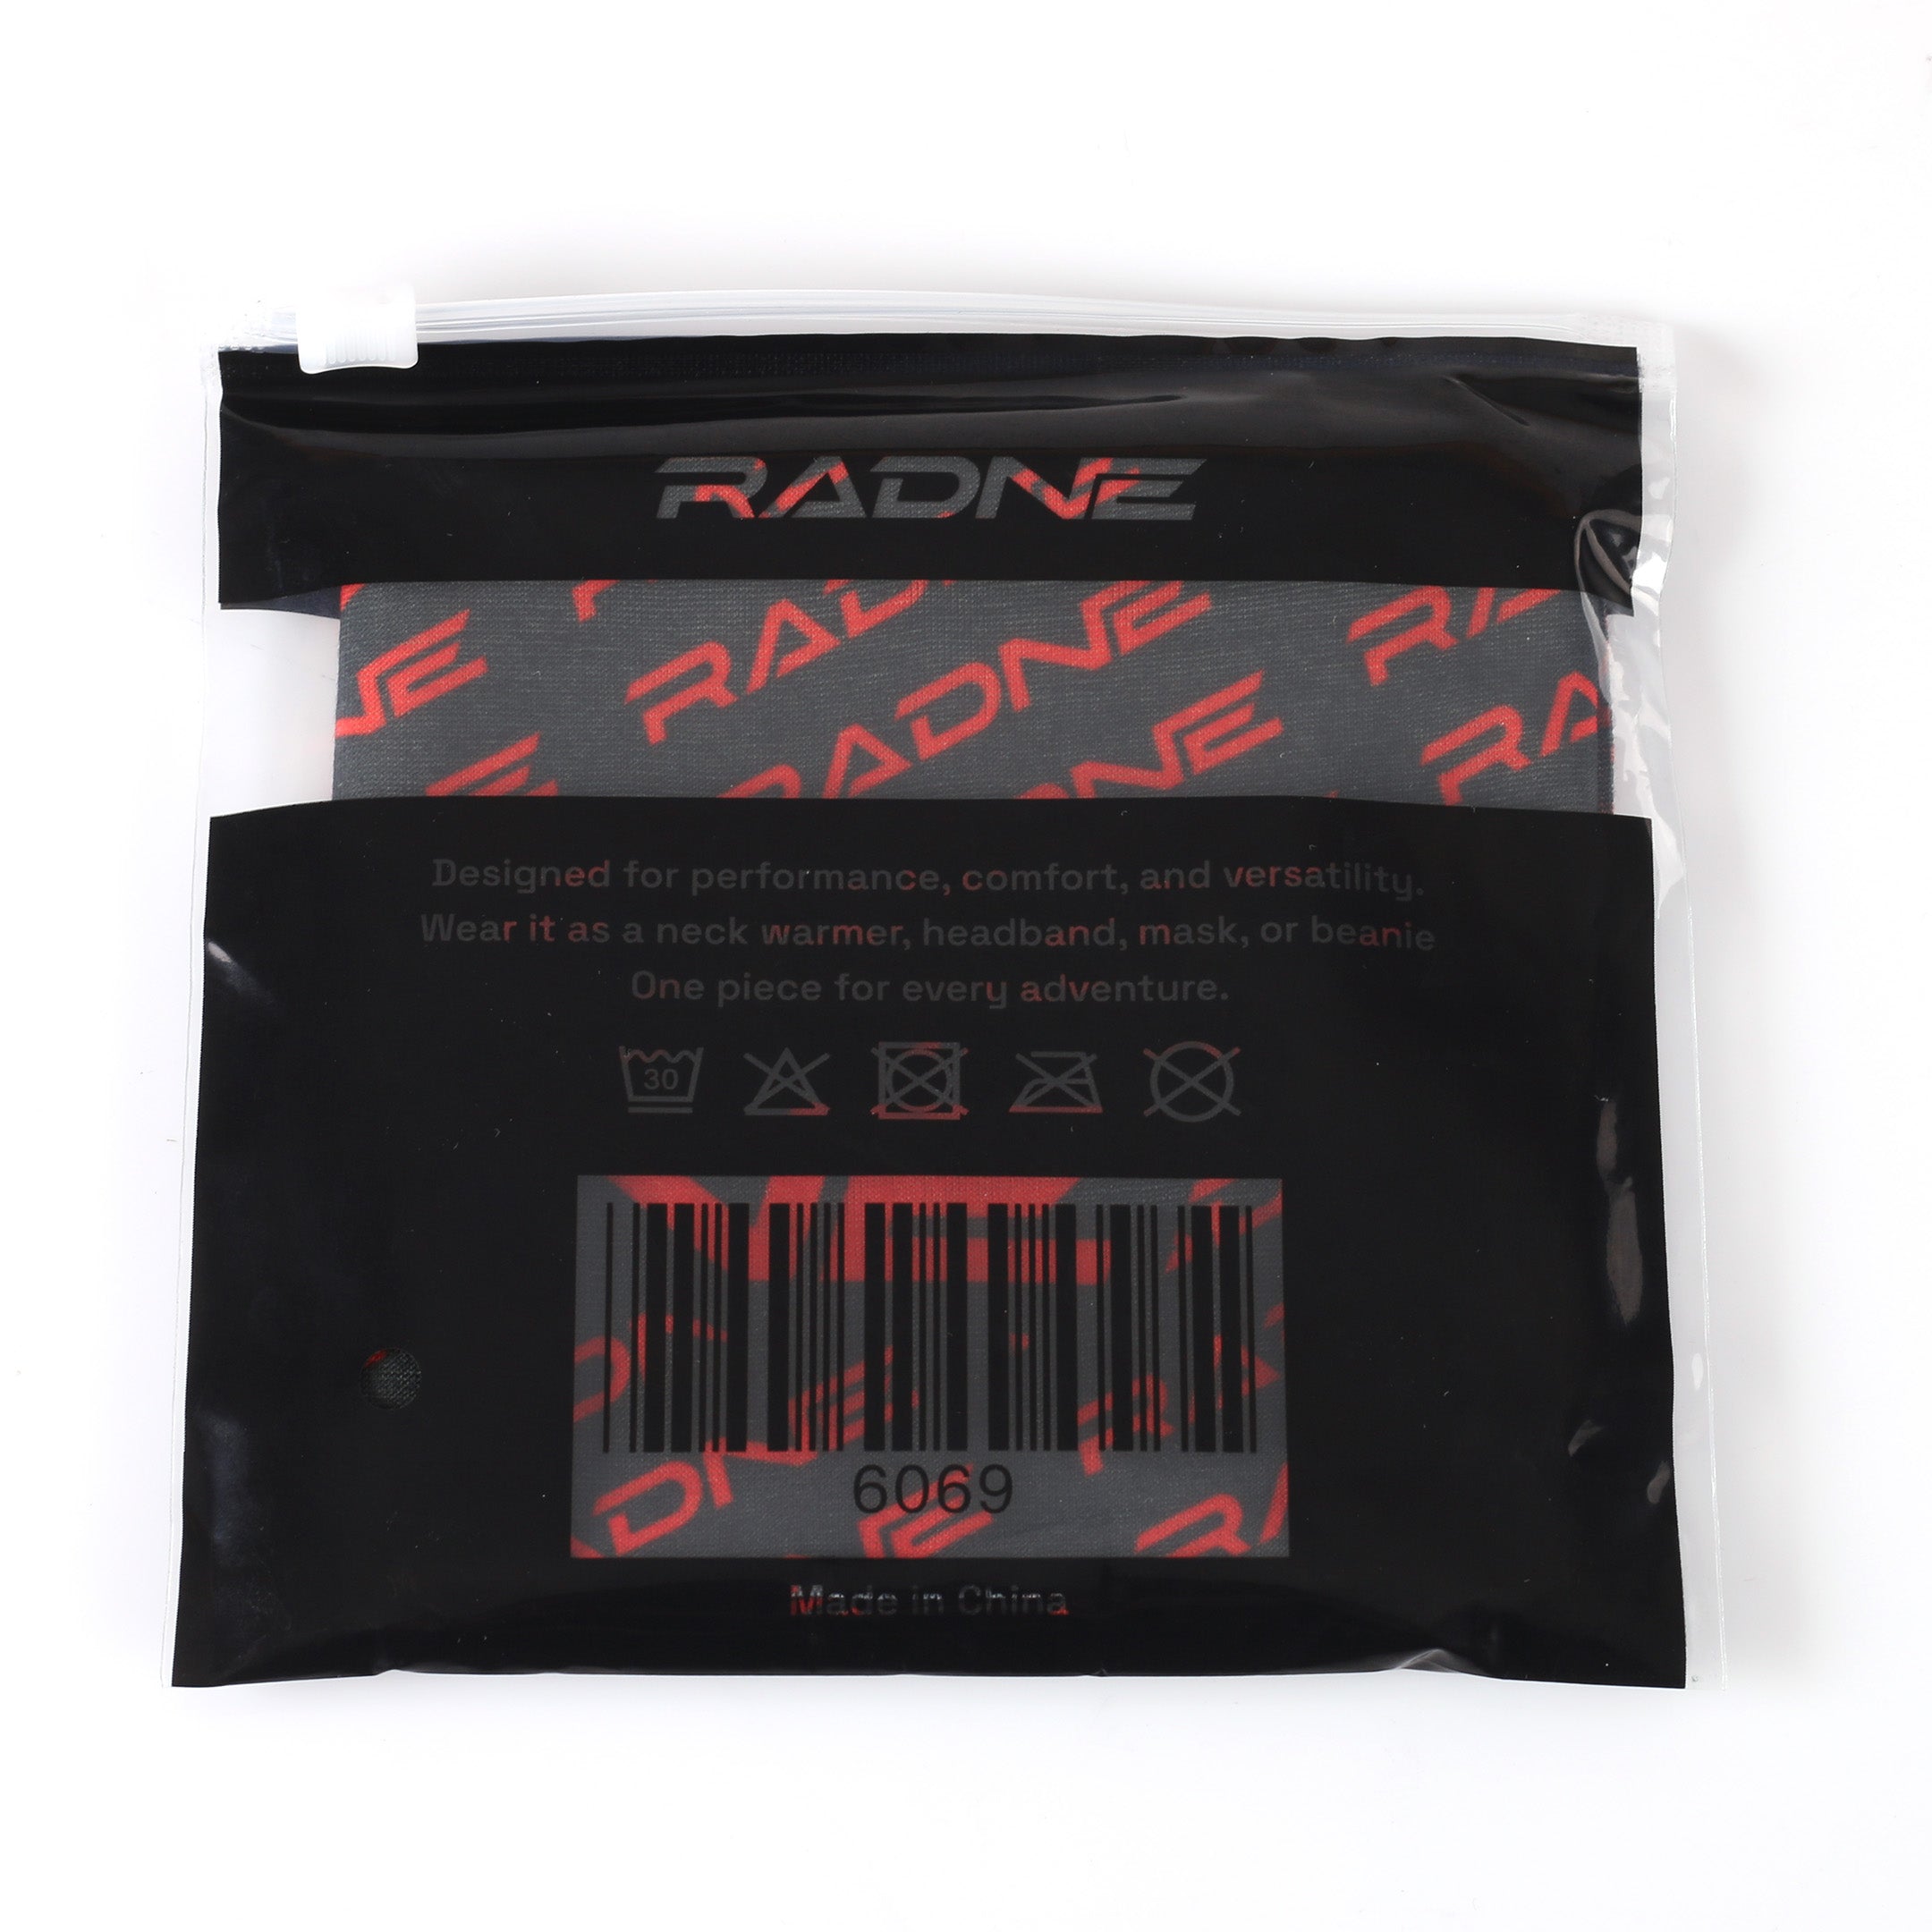 RADNE
RADNE
RADNE
Designed for performance, comfort, and versatility.
Wear it as a neck warmer, headband, mask, or beanie
One piece for every adventure.
30
6069
Made in China